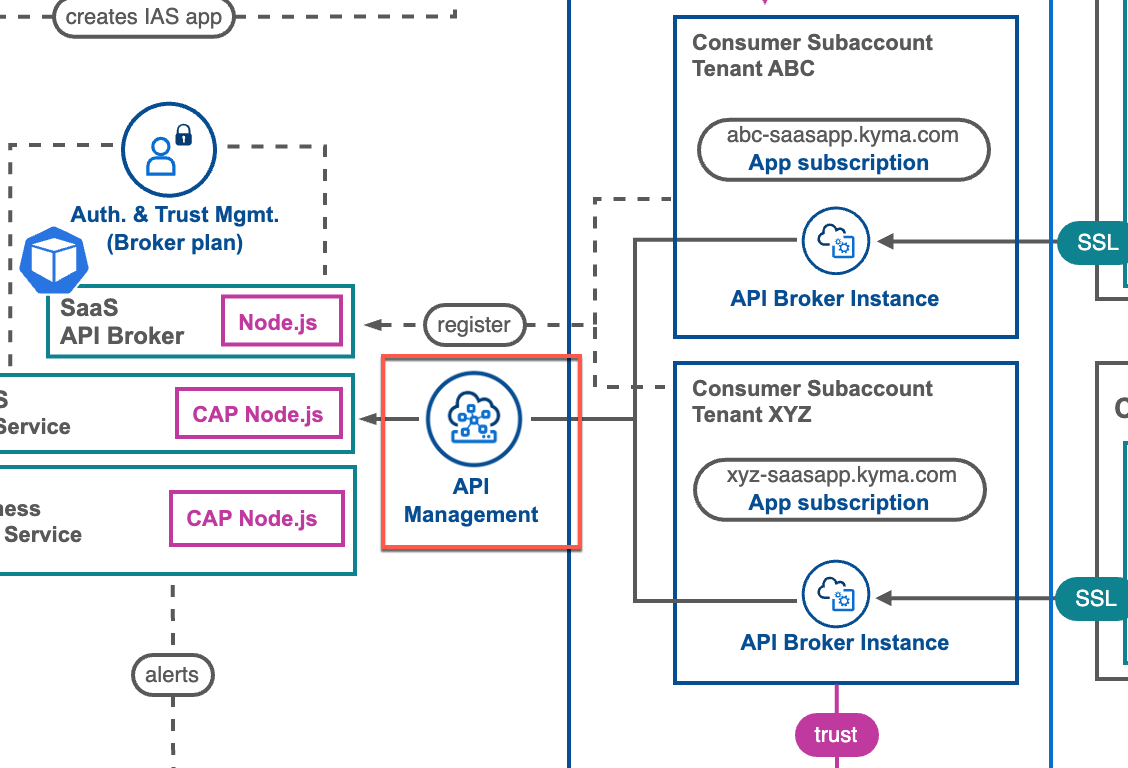 creates IAS app
Auth. & Trust Mgmt.
(Broker plan)
SaaS
API Broker
Node.js
register
S
Service
CAP Node.js
API
Management
ness
Service
CAP Node.js
alerts
Consumer Subaccount
Tenant ABC
abc-saasapp.kyma.com
App subscription
API Broker Instance
SSL
Consumer Subaccount
Tenant XYZ
xyz-saasapp.kyma.com
App subscription
API Broker Instance
SSL
trust
C